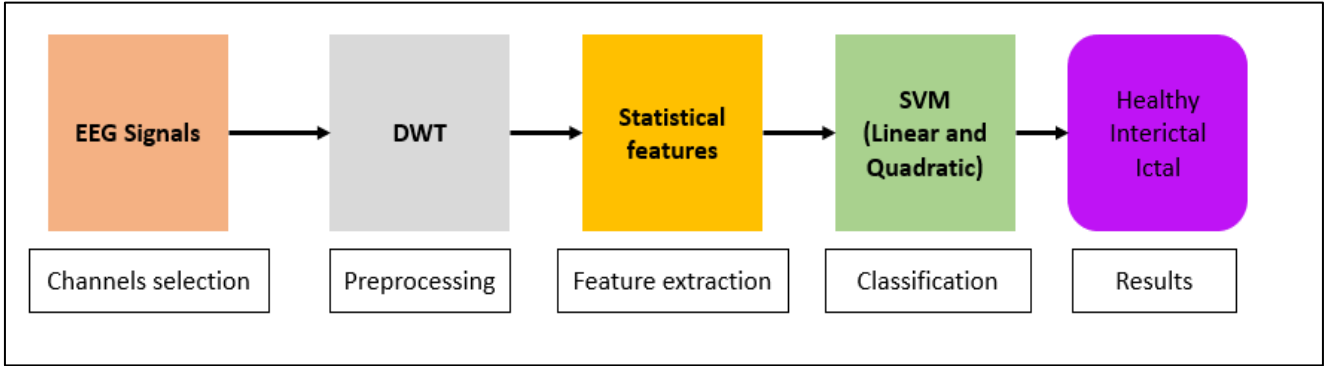 EEG Signals
DWT
Statistical
features
SVM
(Linear and
Quadratic)
Healthy
Interictal
Ictal
Channels selection
Preprocessing
Feature extraction
Classification
Results